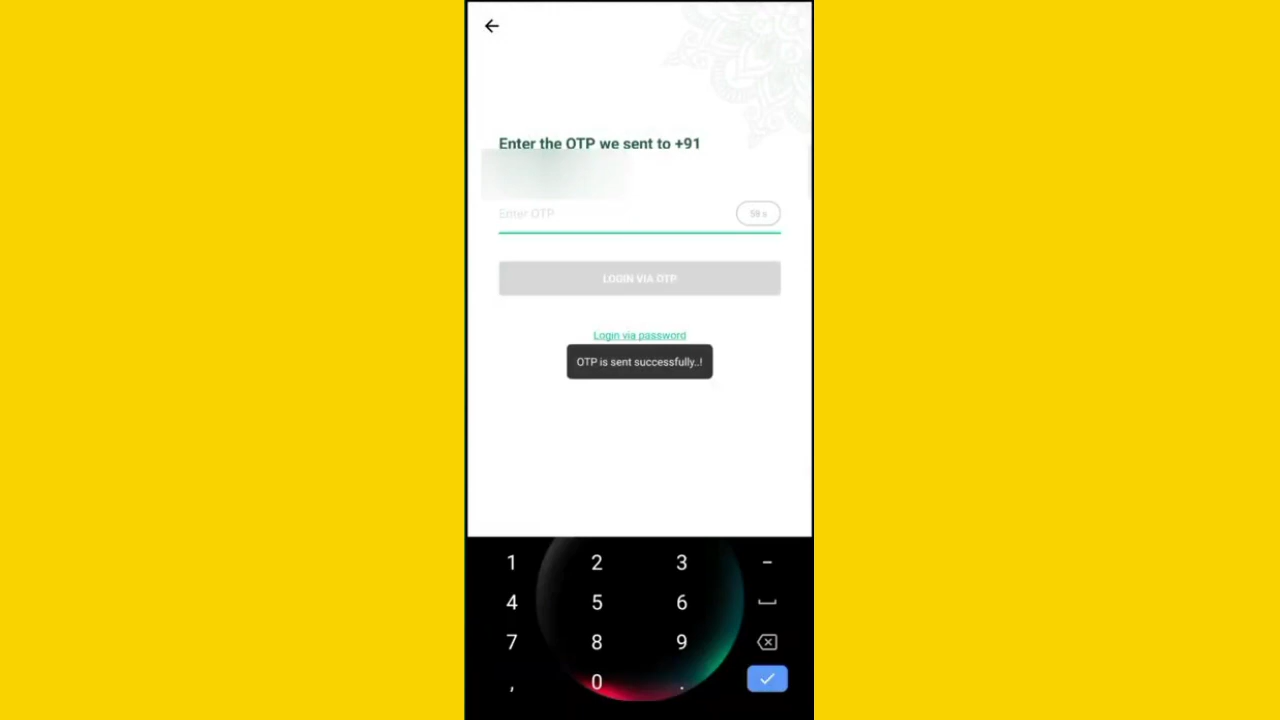 Enter the OTP we sent to +91
Enter OTP
58 s
LOGIN VIA OTP
Login via password
OTP is sent successfully..!
1 2 3 -
4 5 6
7 8 9
, 0 .